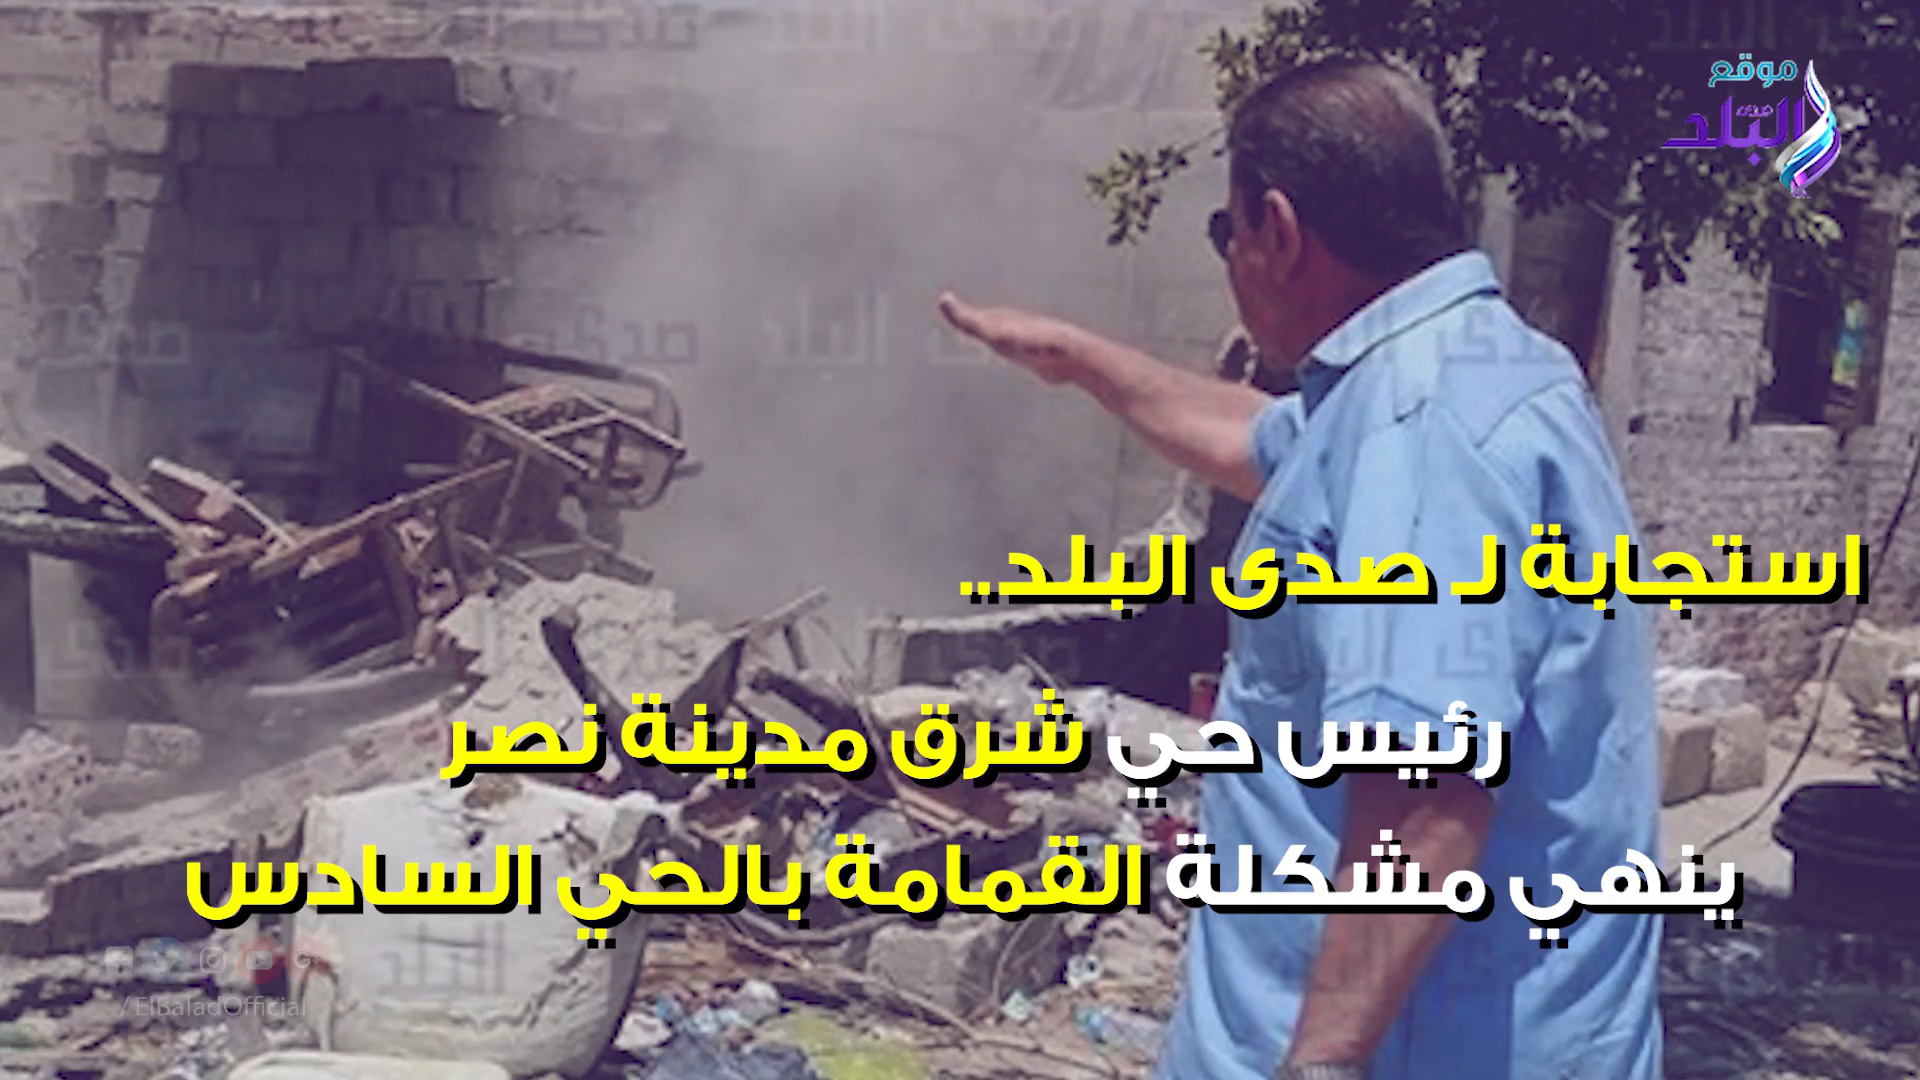 موقع
صدى
البلد
استجابة لـ صدى البلد..
رئيس حي شرق مدينة نصر
ينهي مشكلة القمامة بالحي السادس
/ElBaladOfficial